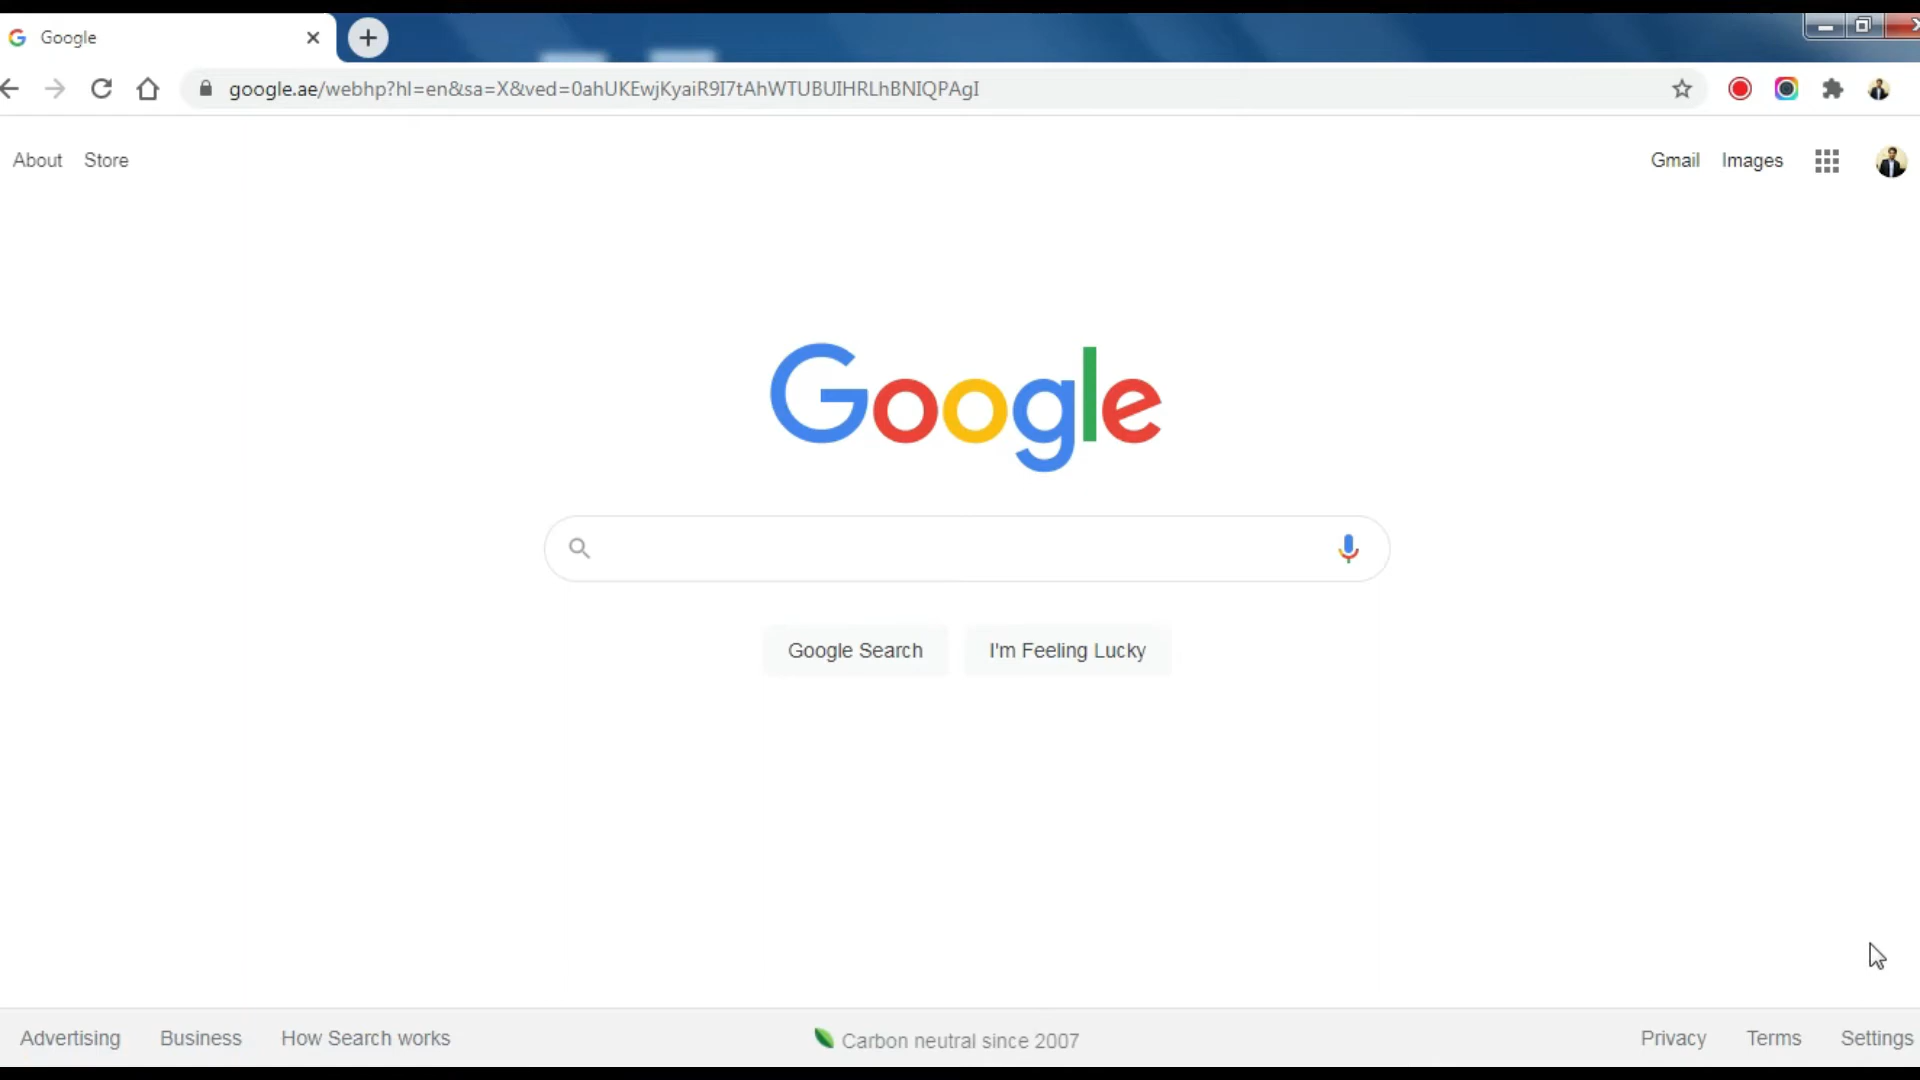 Google
google.ae/webhp?hl=en&sa=X&ved=0ahUKEwjKyaiR9I7tAhWTUBUIHRLhBNIQPAgI
About Store
Gmail Images
Google
Google Search
I'm Feeling Lucky
Advertising Business How Search works
Carbon neutral since 2007
Privacy Terms Settings